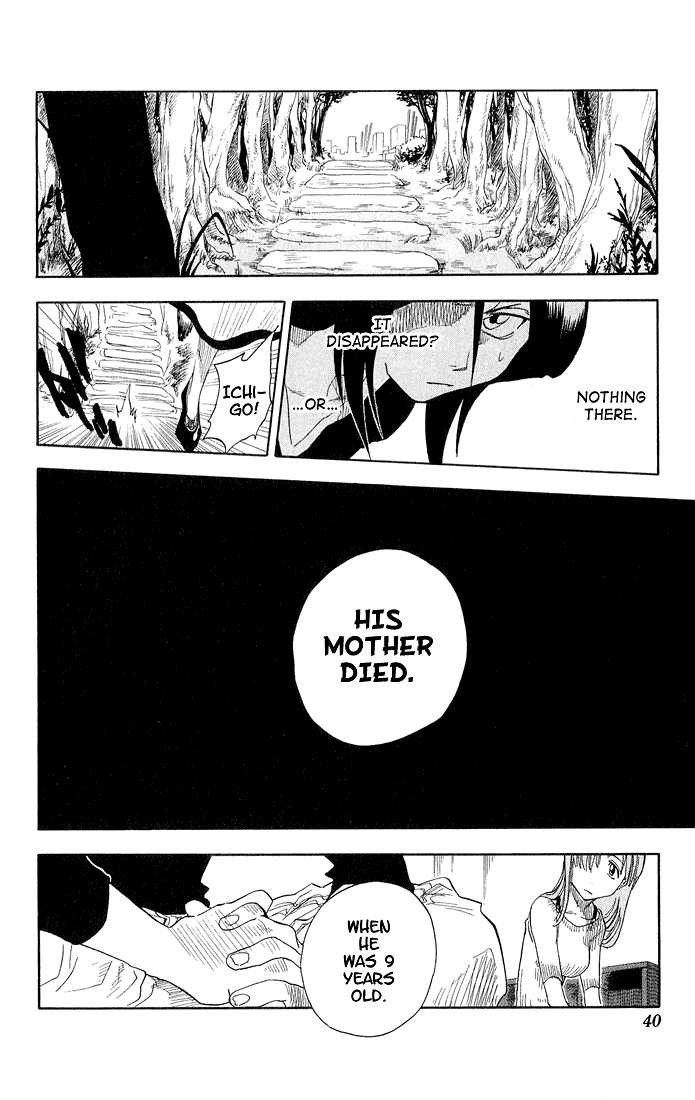 NOTHING
THERE.
IT
DISAPPEARED?
...OR...
ICHI-
GO!
HIS
MOTHER
DIED.
WHEN
HE
WAS 9
YEARS
OLD.
40